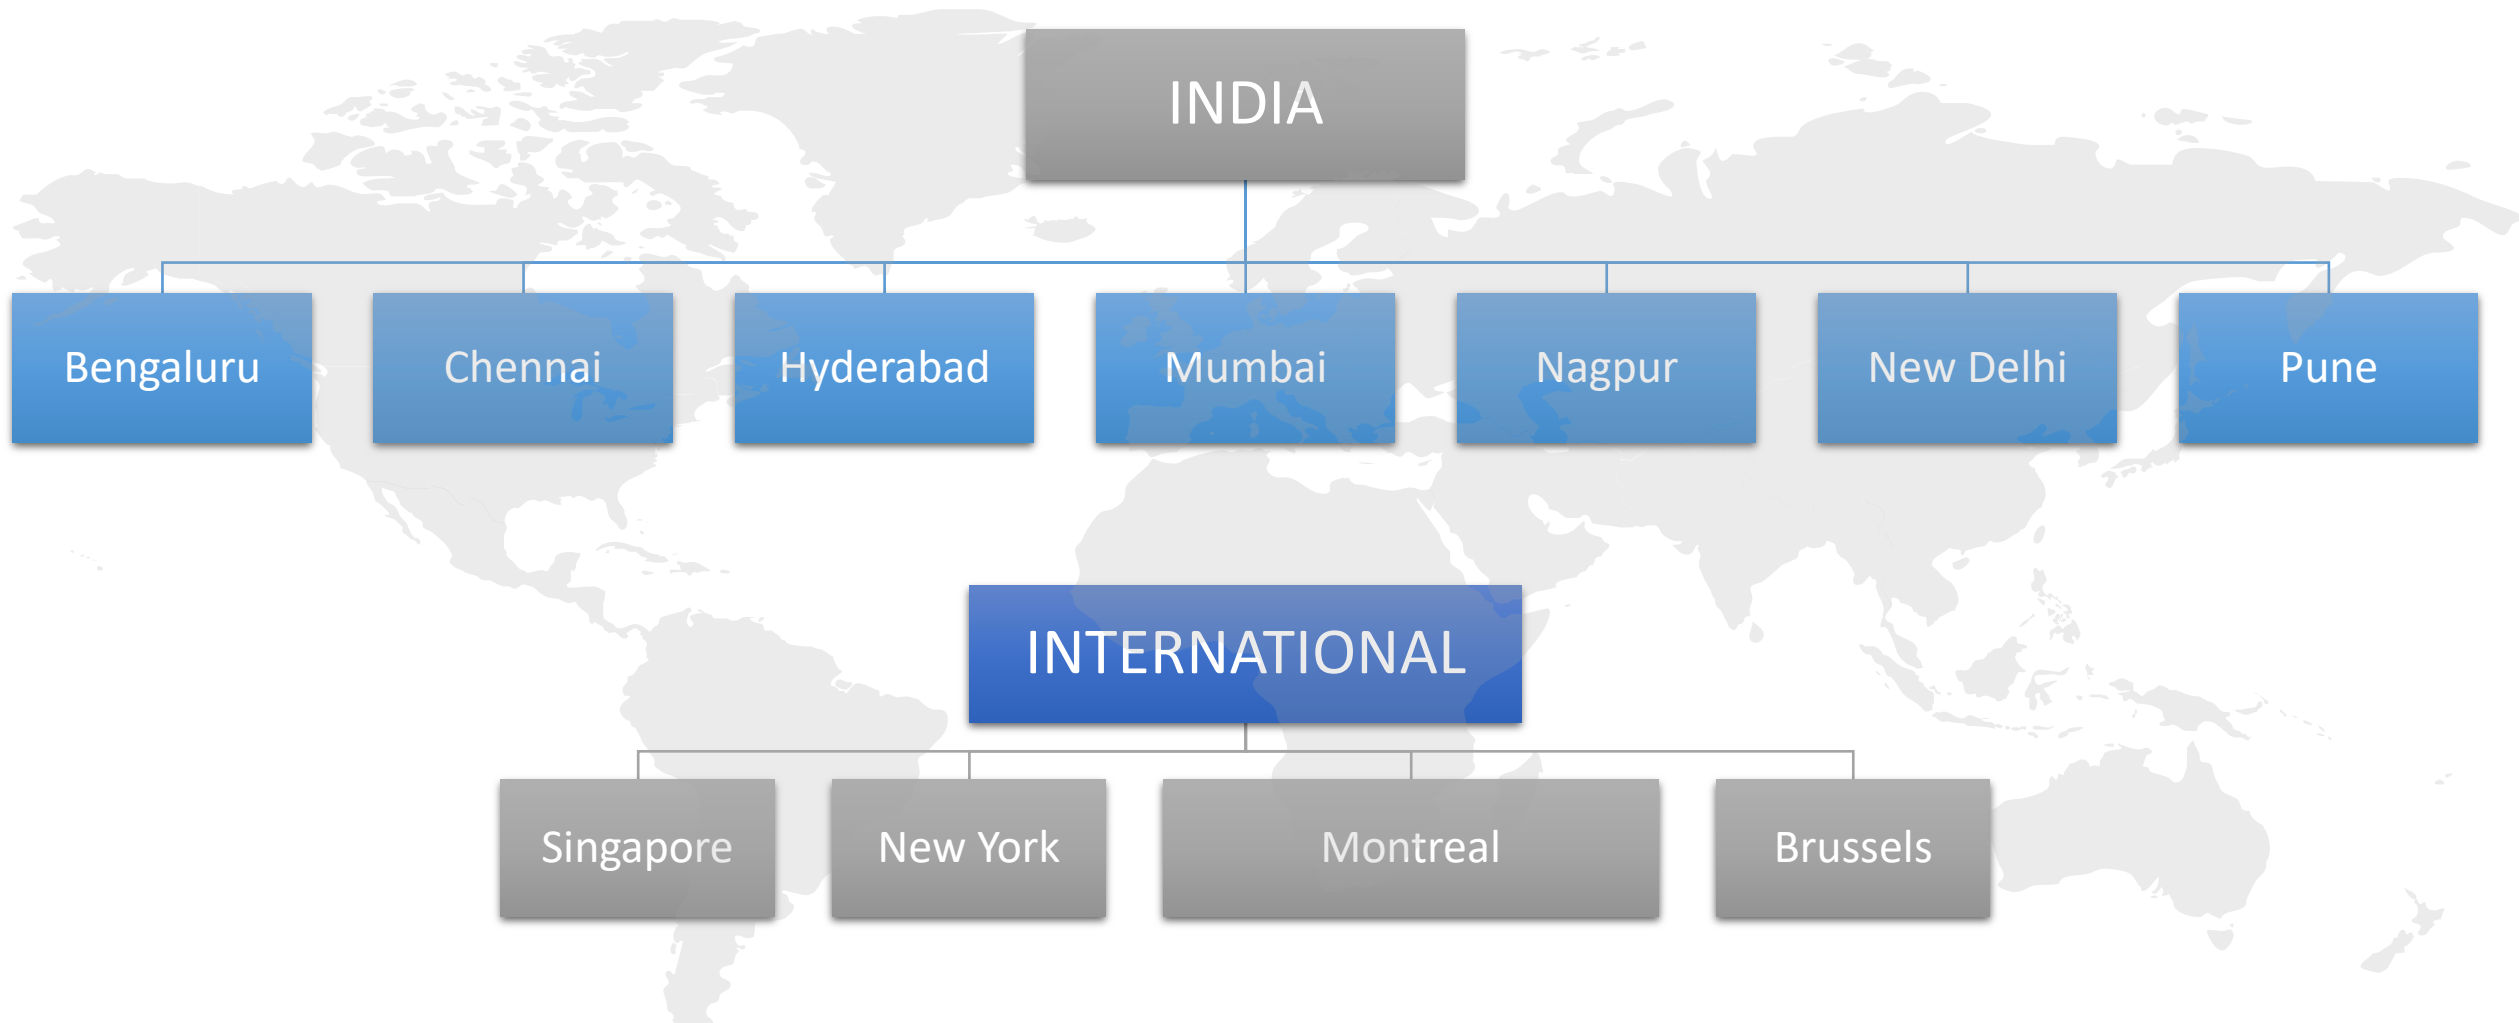 INDIA
Bengaluru
Chennai
Hyderabad
Mumbai
Nagpur
New Delhi
Pune
INTERNATIONAL
Singapore
New York
Montreal
Brussels